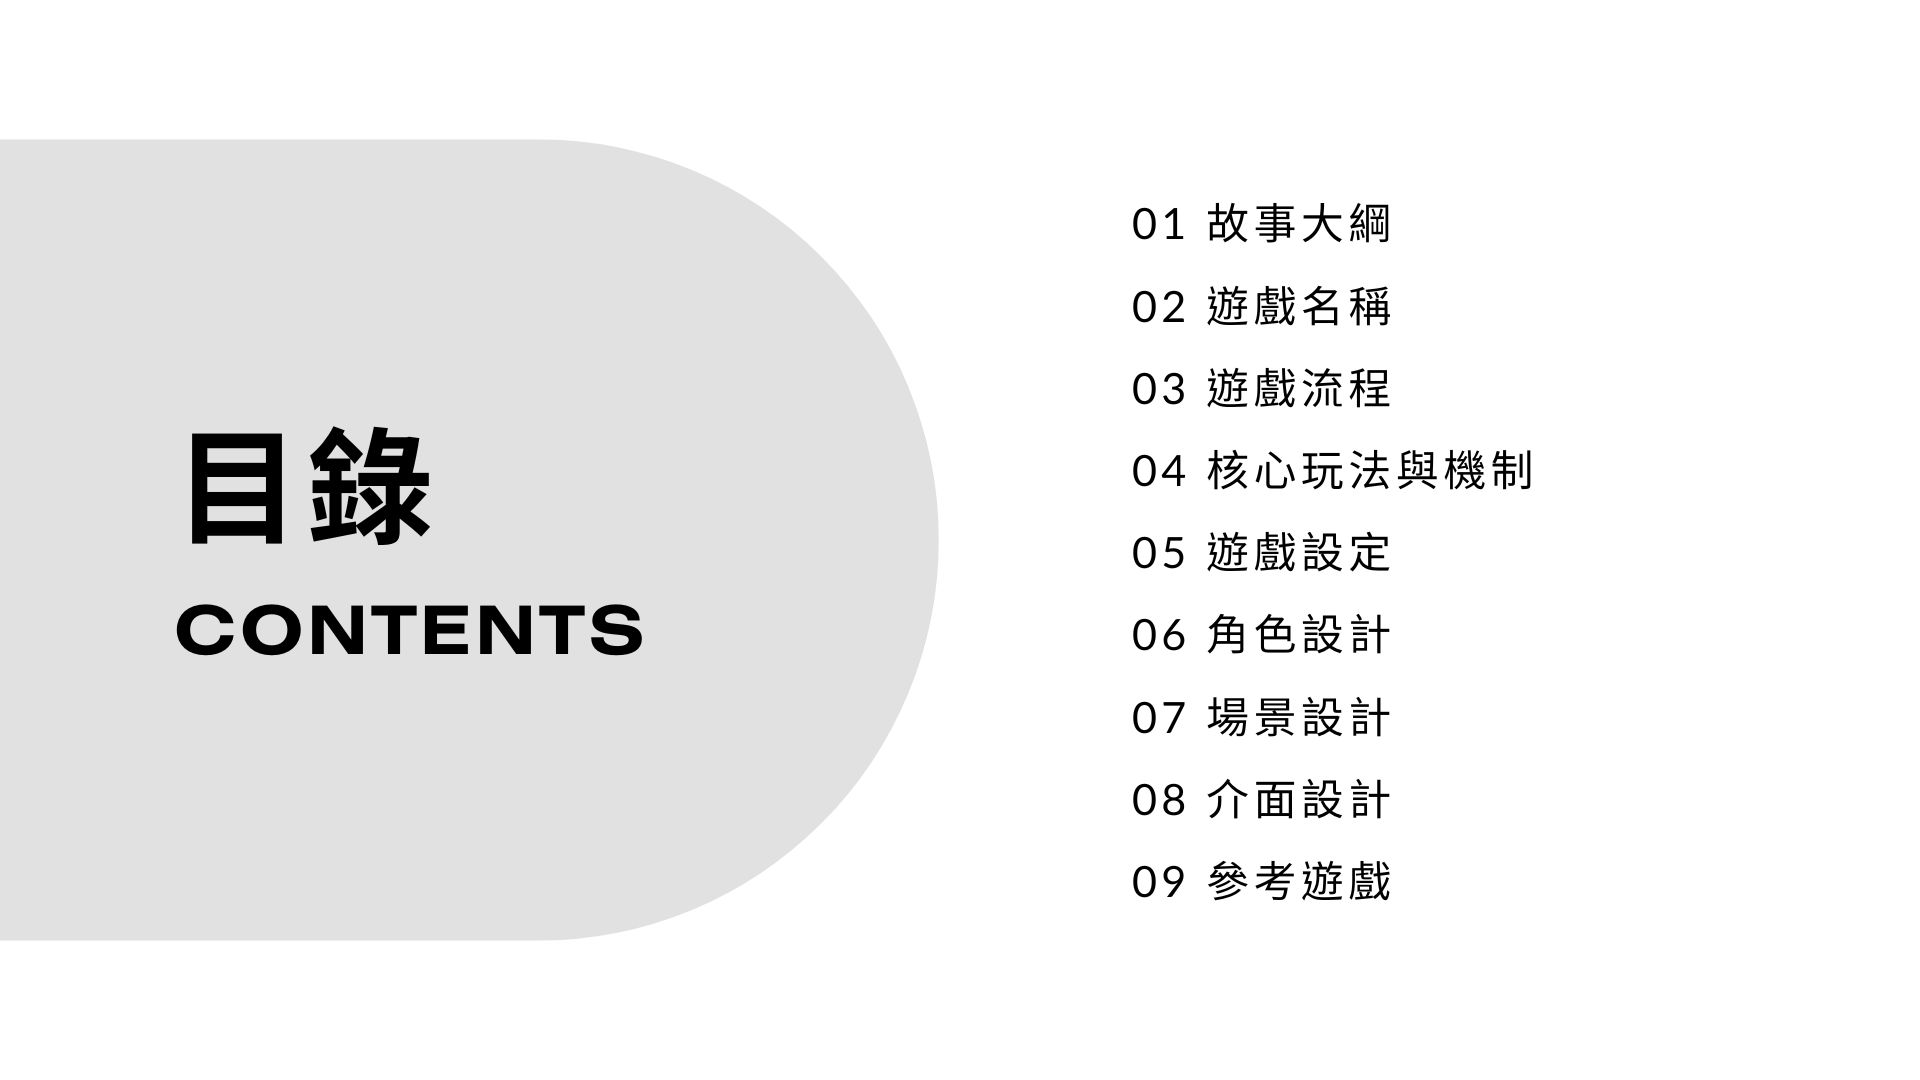 目錄
CONTENTS
01 故事大綱
02 遊戲名稱
03 遊戲流程
04 核心玩法與機制
05 遊戲設定
06 角色設計
07 場景設計
08 介面設計
09 參考遊戲